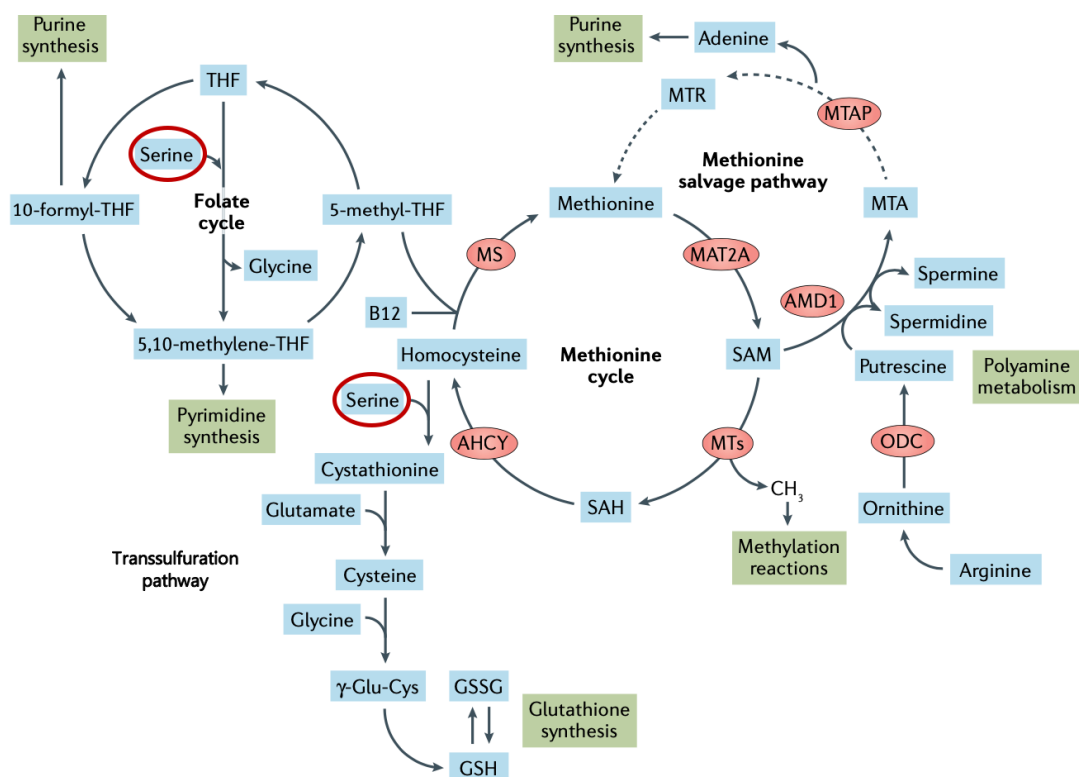 Purine
synthesis
THF
Serine
Folate
cycle
10-formyl-THF
5-methyl-THF
Glycine
5,10-methylene-THF
Pyrimidine
synthesis
Purine
synthesis
Adenine
MTR
MTAP
Methionine
salvage pathway
Methionine
MTA
MS
MAT2A
B12
AMD1
Spermine
Spermidine
Homocysteine
Methionine
cycle
SAM
Putrescine
Polyamine
metabolism
Serine
AHCY
MTs
ODC
Cystathionine
SAH
CH3
Ornithine
Glutamate
Methylation
reactions
Arginine
Transsulfuration
pathway
Cysteine
Glycine
γ-Glu-Cys
GSSG
Glutathione
synthesis
GSH